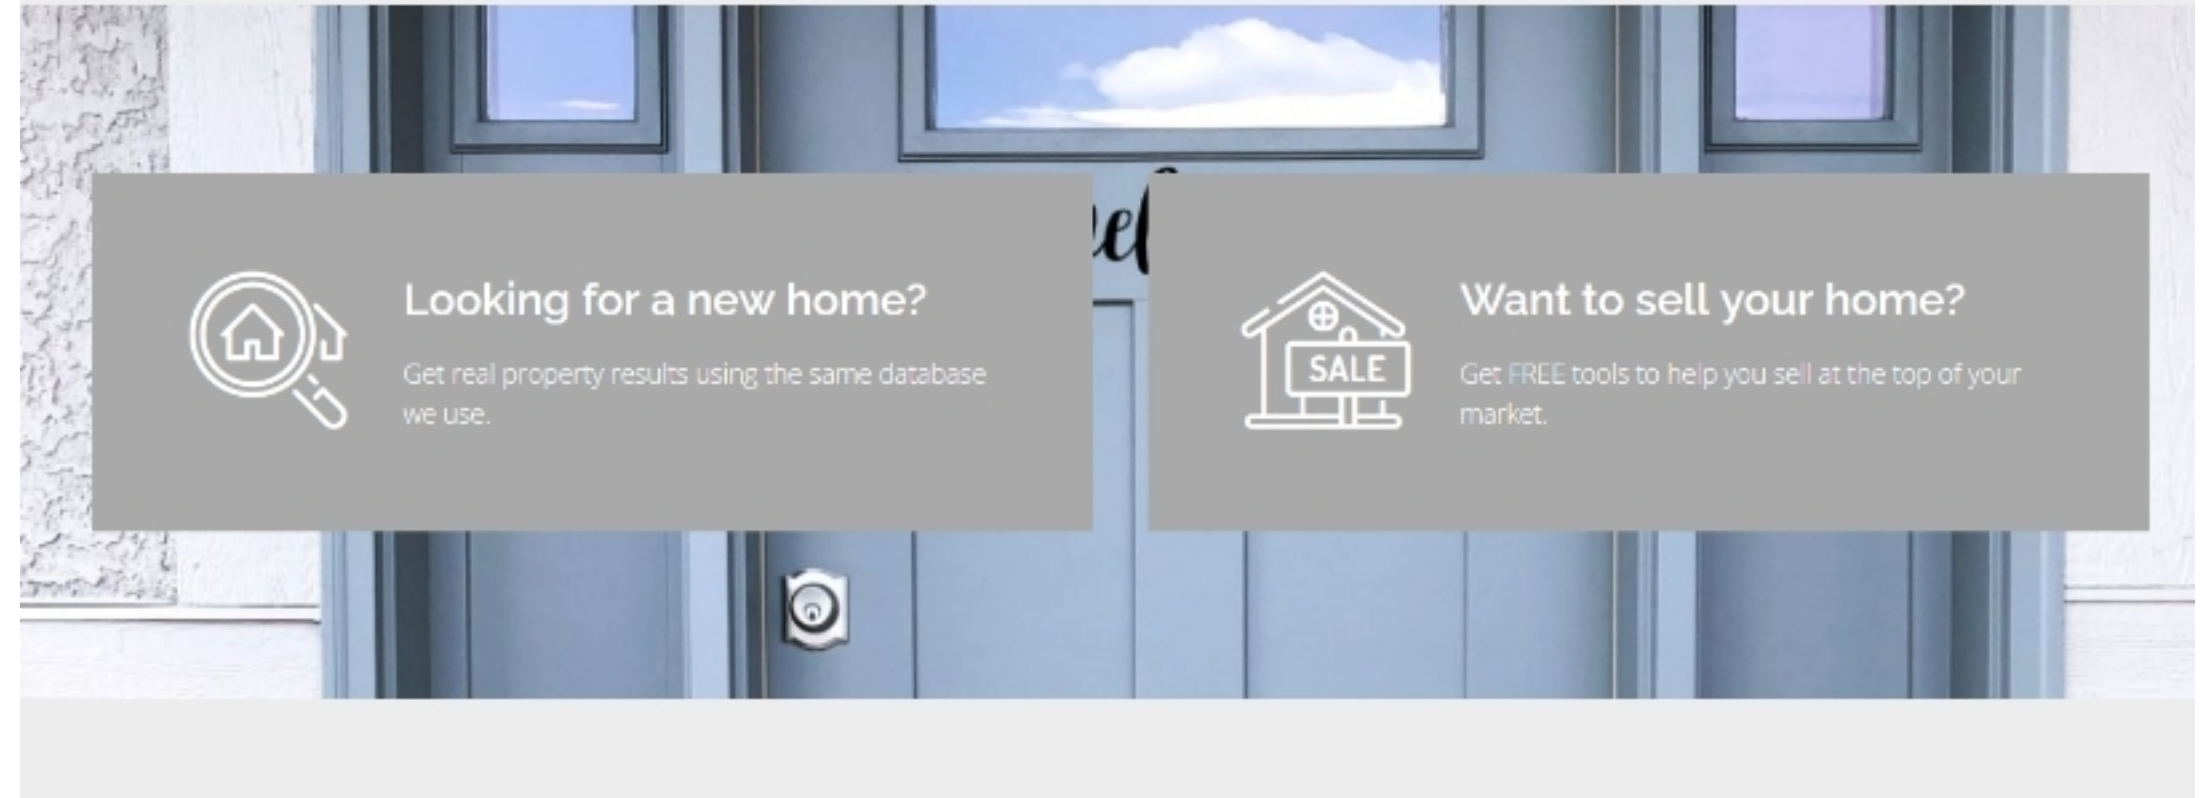 Looking for a new home?
Get real property results using the same database
we use.
SALE
Want to sell your home?
Get FREE tools to help you sell at the top of your
market.